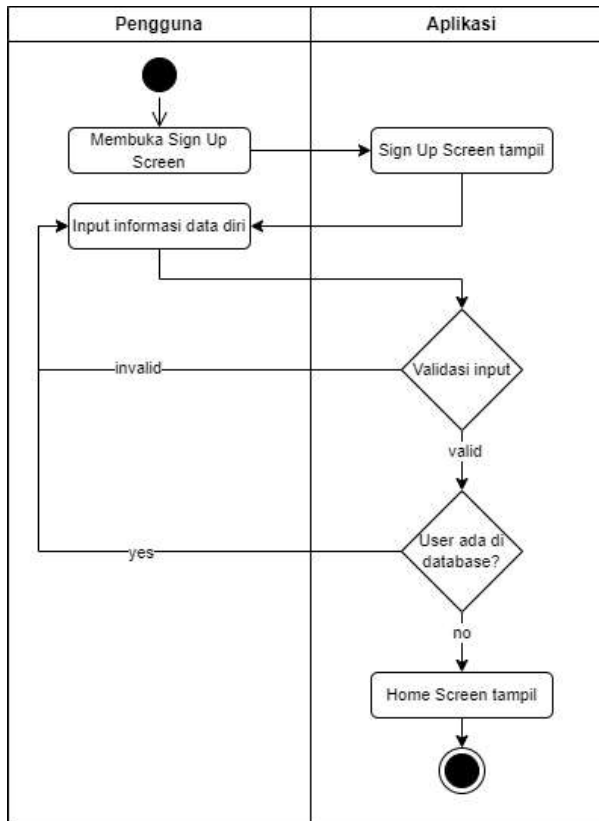 Pengguna
Aplikasi
Membuka Sign Up
Screen
Sign Up Screen tampil
Input informasi data diri
Validasi input
invalid
valid
User ada di
database?
yes
no
Home Screen tampil